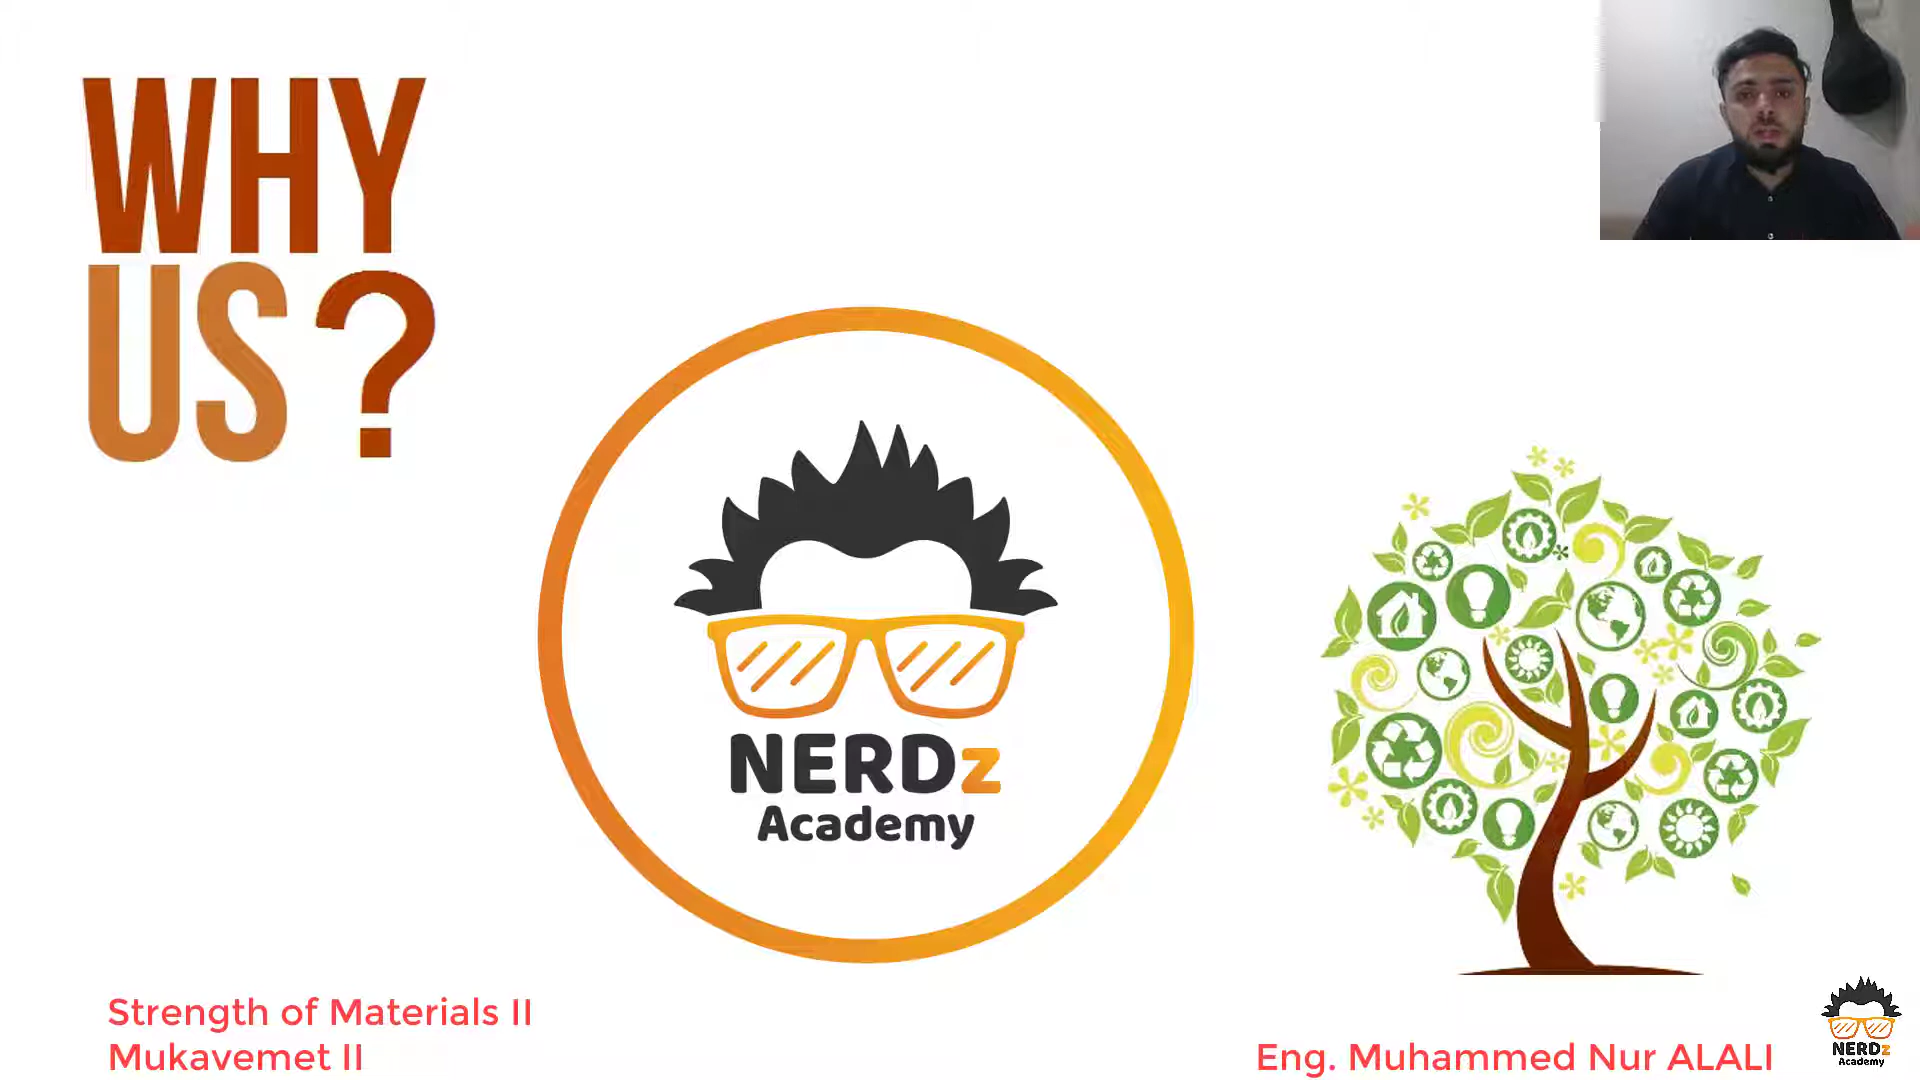 WHY
US?
NERDz
Academy
Strength of Materials II
Mukavemet II
Eng. Muhammed Nur ALALI
NERDz
Academy